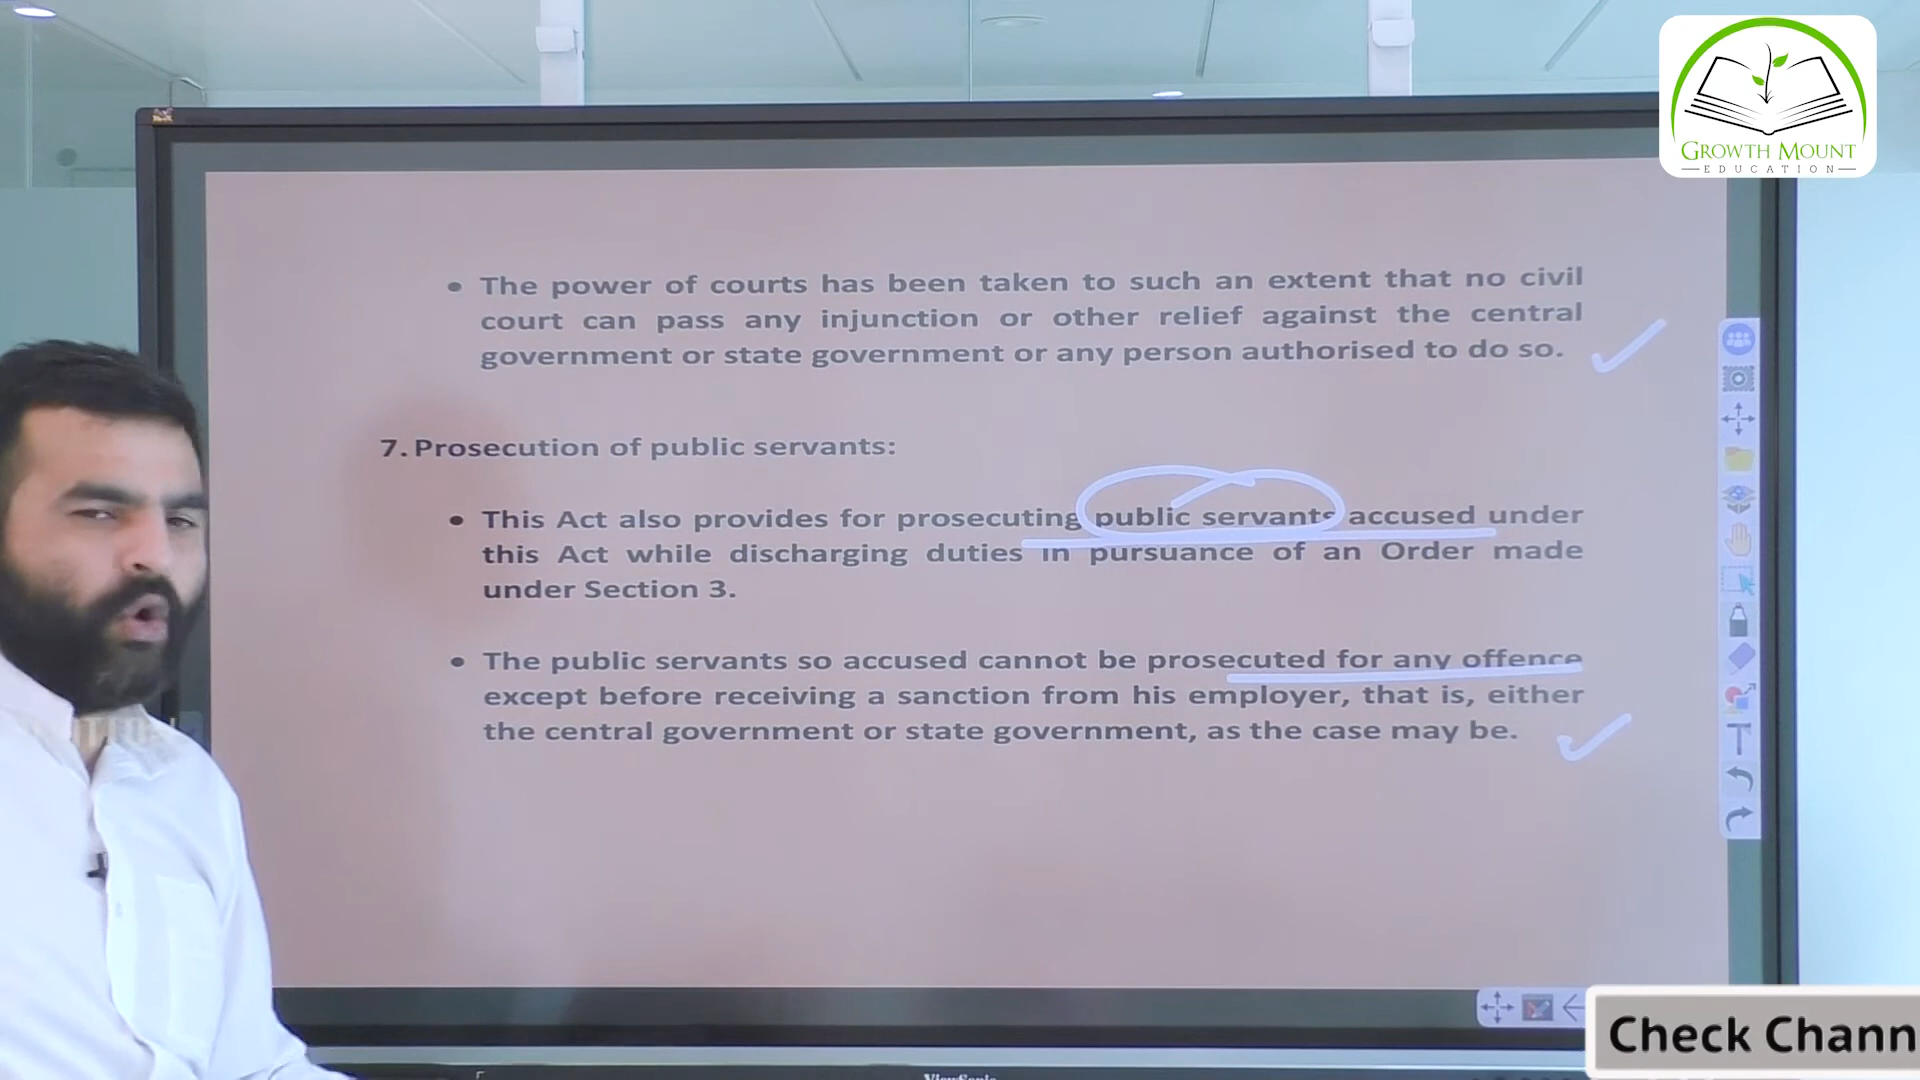 GROWTH MOUNT
EDUCATION
The power of courts has been taken to such an extent that no civil
court can pass any injunction or other relief against the central
government or state government or any person authorised to do so.
7. Prosecution of public servants:
This Act also provides for prosecuting public servants accused under
this Act while discharging duties in pursuance of an Order made
under Section 3.
The public servants so accused cannot be prosecuted for any offence
except before receiving a sanction from his employer, that is, either
the central government or state government, as the case may be.
Check Chann
ViewSonic